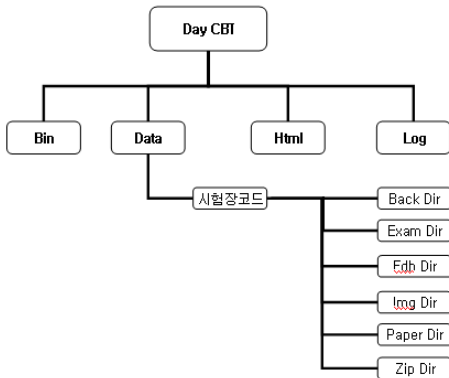 Day CBT
Bin
Data
Html
Log
시험장코드
Back Dir
Exam Dir
Fdb Dir
Img Dir
Paper Dir
Zip Dir